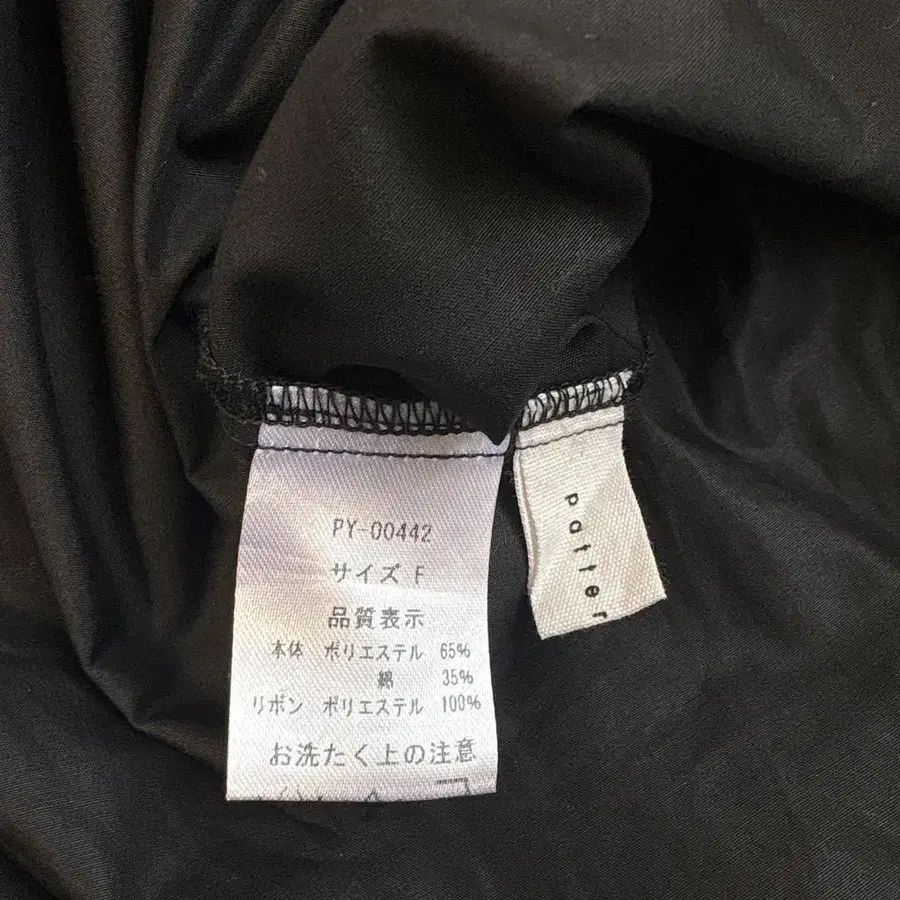 PY-00442
サイズ F
品質表示
本体 ポリエステル 65%
綿 35%
リボン ポリエステル 100%
お洗たく上の注意
patter